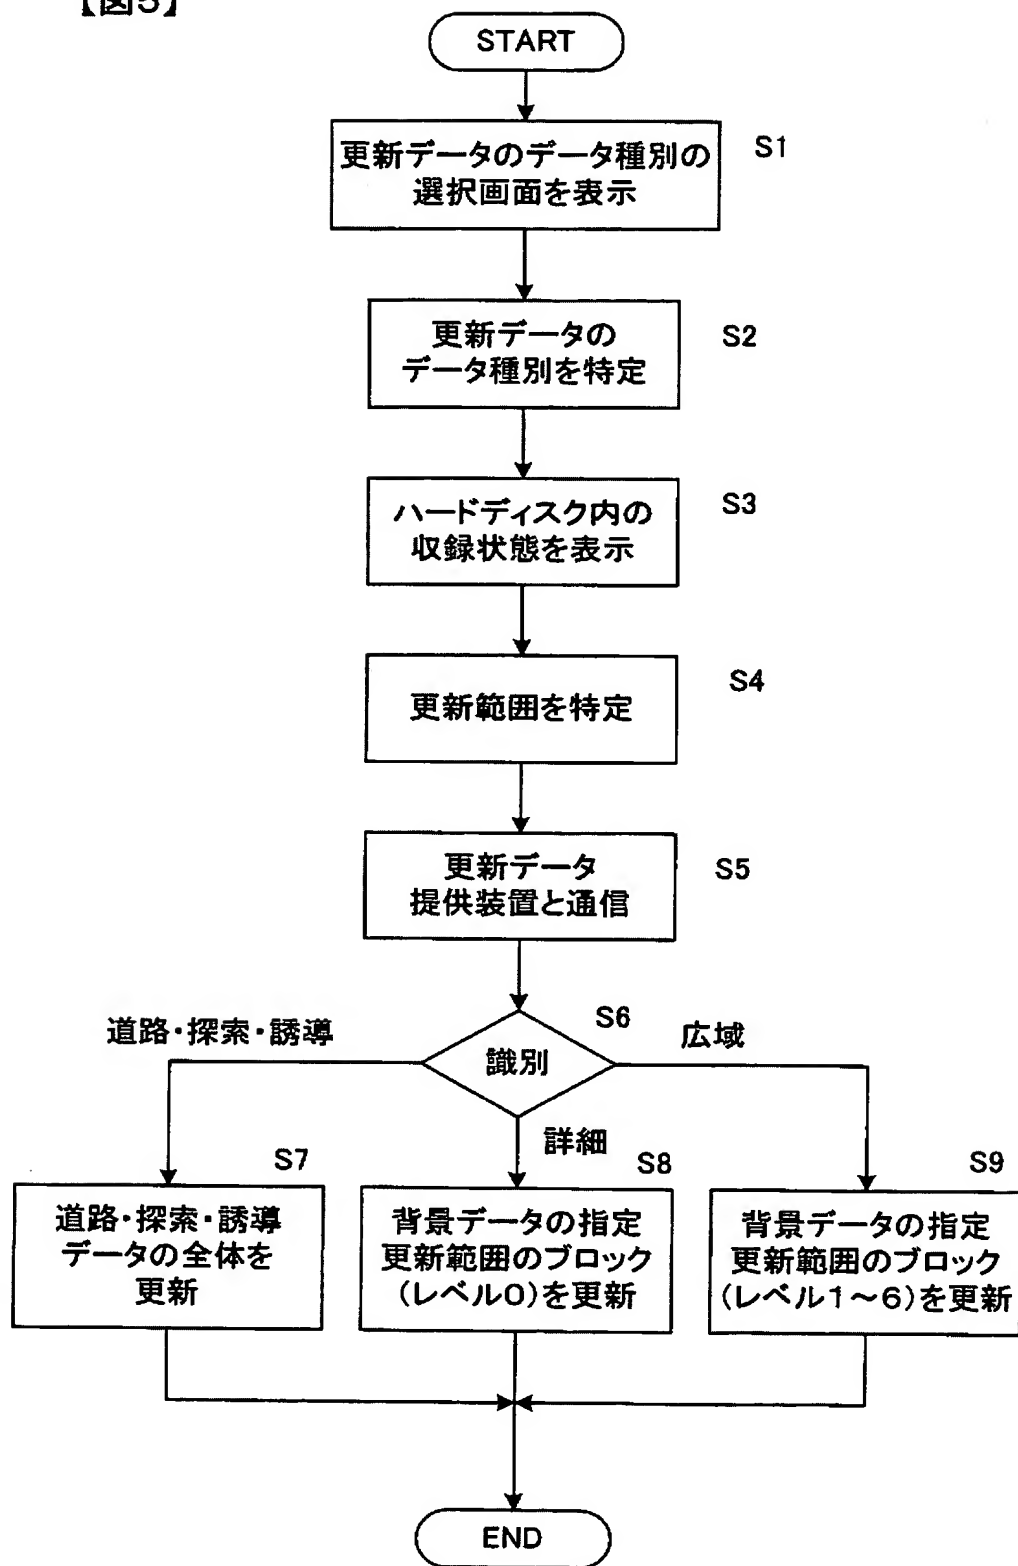 【図5】
START
更新データのデータ種別の
選択画面を表示
S1
更新データの
データ種別を特定
S2
ハードディスク内の
収録状態を表示
S3
更新範囲を特定
S4
更新データ
提供装置と通信
S5
S6
道路・探索・誘導
識別
広域
詳細
S7
道路・探索・誘導
データの全体を
更新
S8
背景データの指定
更新範囲のブロック
(レベル0)を更新
S9
背景データの指定
更新範囲のブロック
(レベル1～6)を更新
END